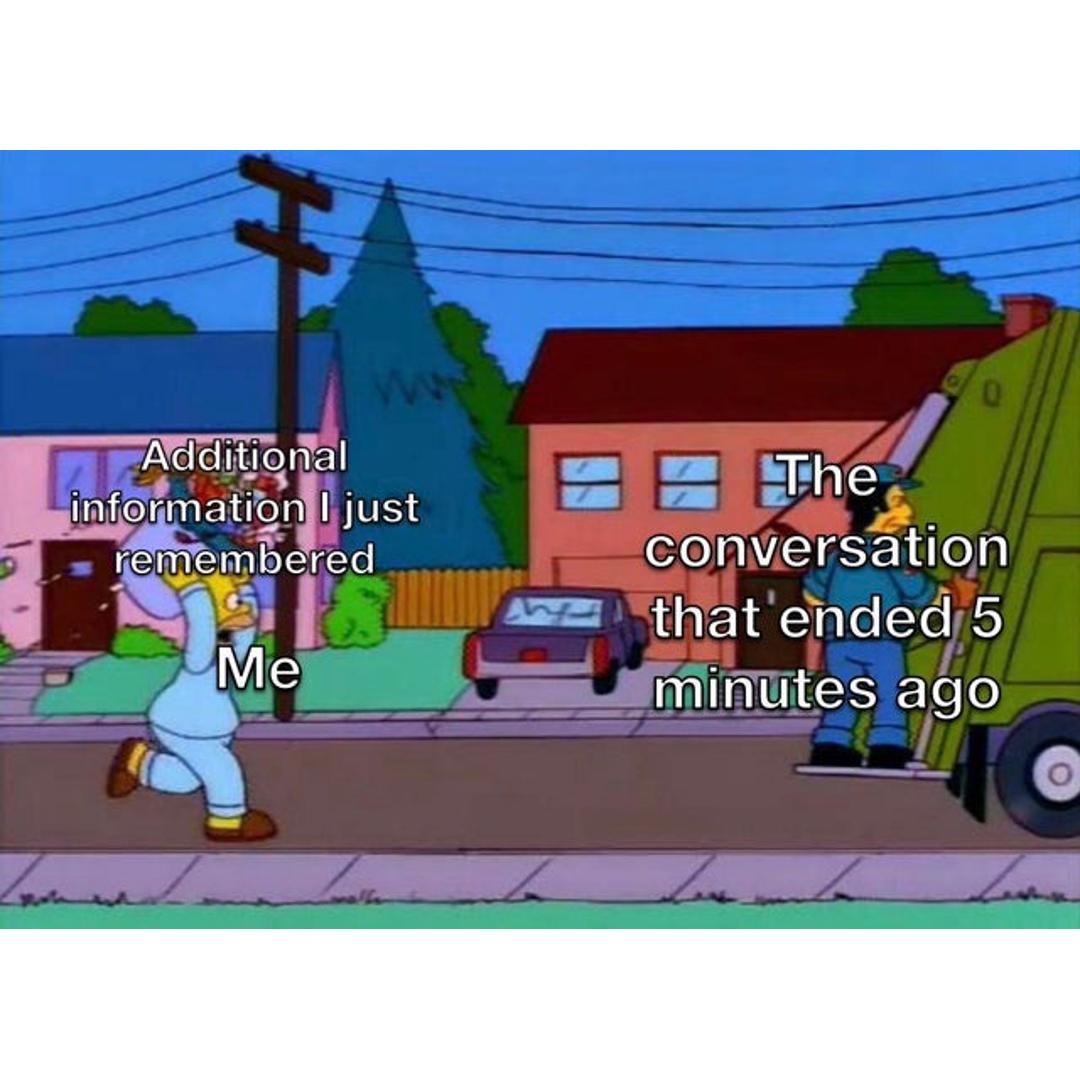 Additional
information I just
remembered
Me
The
conversation
that ended 5
minutes ago